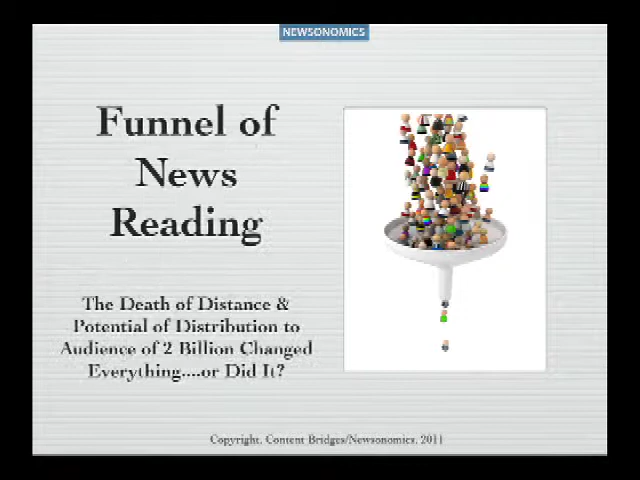 NEWSONOMICS
Funnel of
News
Reading
The Death of Distance &
Potential of Distribution to
Audience of 2 Billion Changed
Everything....or Did It?
Copyright, Content Bridges/Newsonomics, 2011